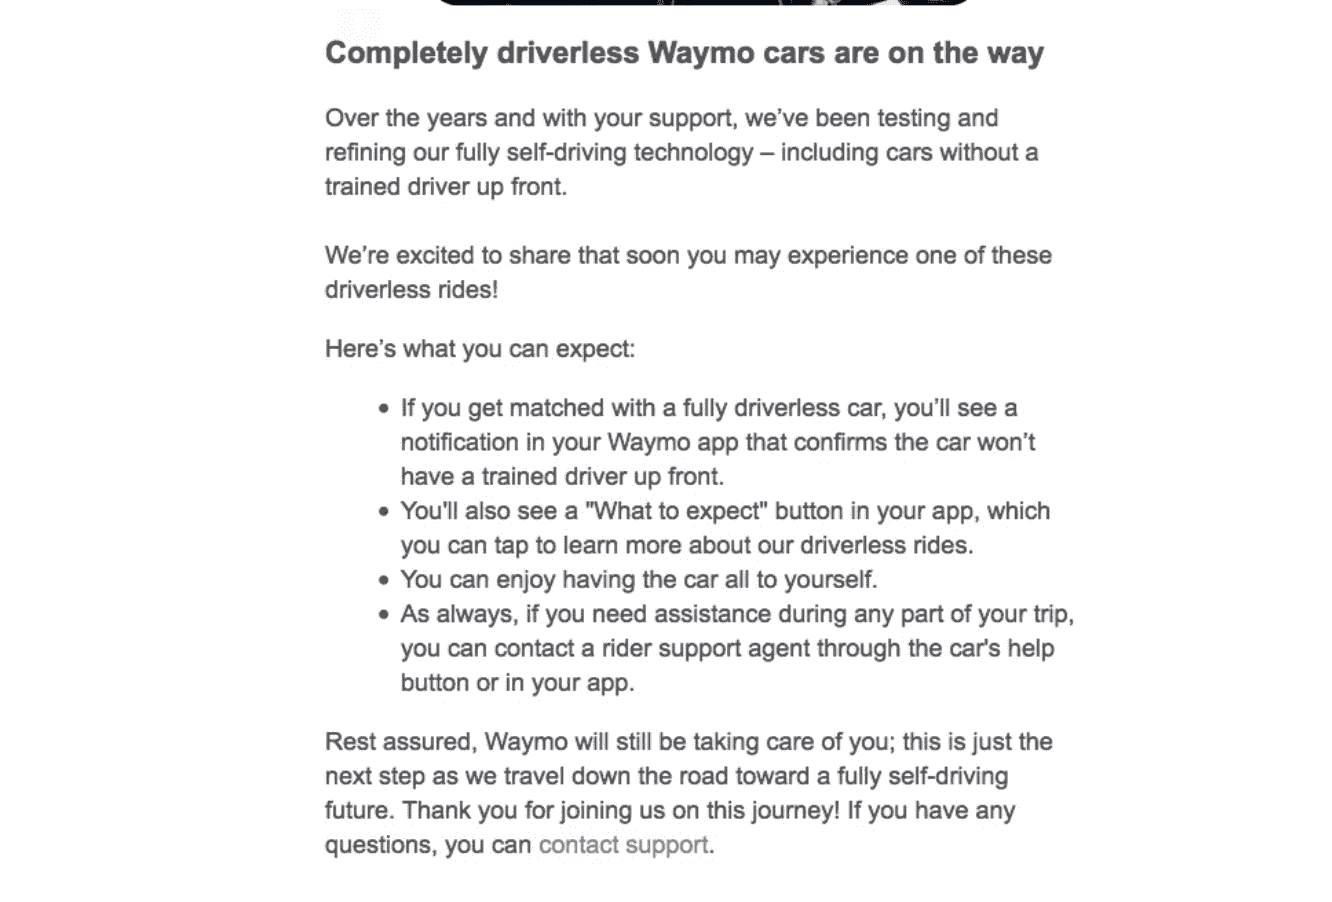 Completely driverless Waymo cars are on the way
Over the years and with your support, we’ve been testing and
refining our fully self-driving technology – including cars without a
trained driver up front.
We’re excited to share that soon you may experience one of these
driverless rides!
Here’s what you can expect:
• If you get matched with a fully driverless car, you’ll see a
notification in your Waymo app that confirms the car won’t
have a trained driver up front.
• You'll also see a "What to expect" button in your app, which
you can tap to learn more about our driverless rides.
• You can enjoy having the car all to yourself.
• As always, if you need assistance during any part of your trip,
you can contact a rider support agent through the car's help
button or in your app.
Rest assured, Waymo will still be taking care of you; this is just the
next step as we travel down the road toward a fully self-driving
future. Thank you for joining us on this journey! If you have any
questions, you can contact support.